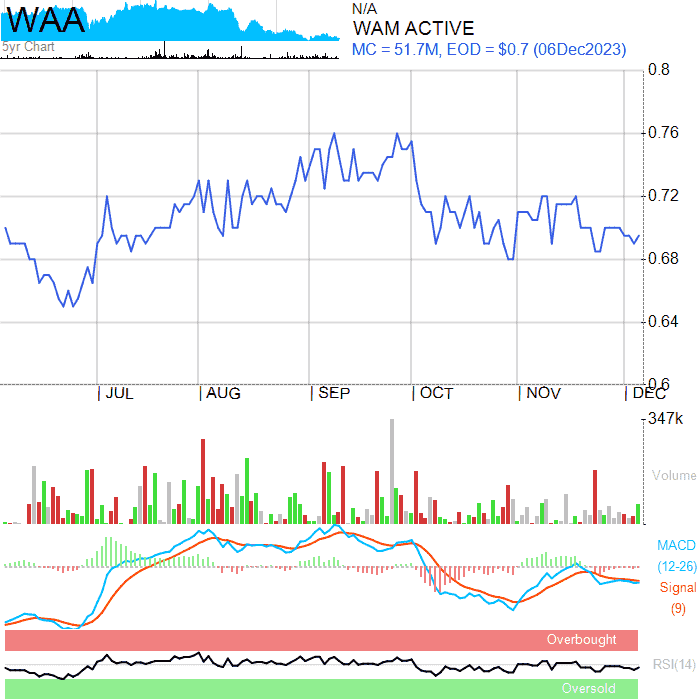 WAA
5yr Chart
N/A
WAM ACTIVE
MC = 51.7M, EOD = $0.7 (06Dec2023)
0.8
0.76
0.72
0.68
0.64
0.6
JUL
AUG
SEP
OCT
NOV
DEC
347k
Volume
MACD
(12-26)
Signal
(9)
Overbought
RSI(14)
Oversold